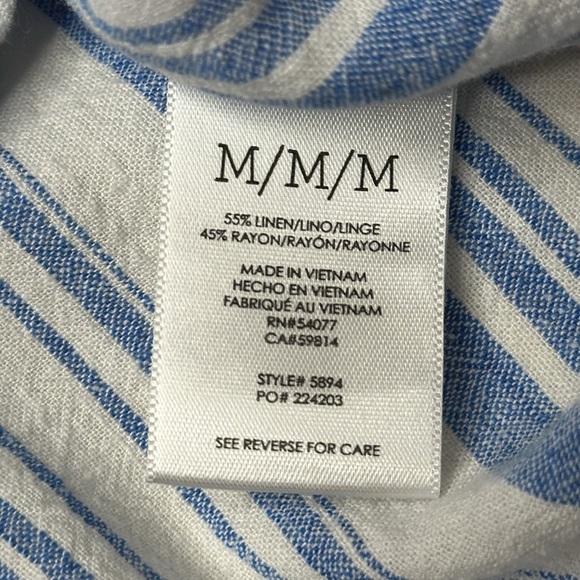 M/M/M
55% LINEN/LINO/LINGE
45% RAYON/RAYÓN/RAYONNE
MADE IN VIETNAM
HECHO EN VIETNAM
FABRIQUÉ AU VIETNAM
RN#54077
CA#59814
STYLE# 5894
PO# 224203
SEE REVERSE FOR CARE